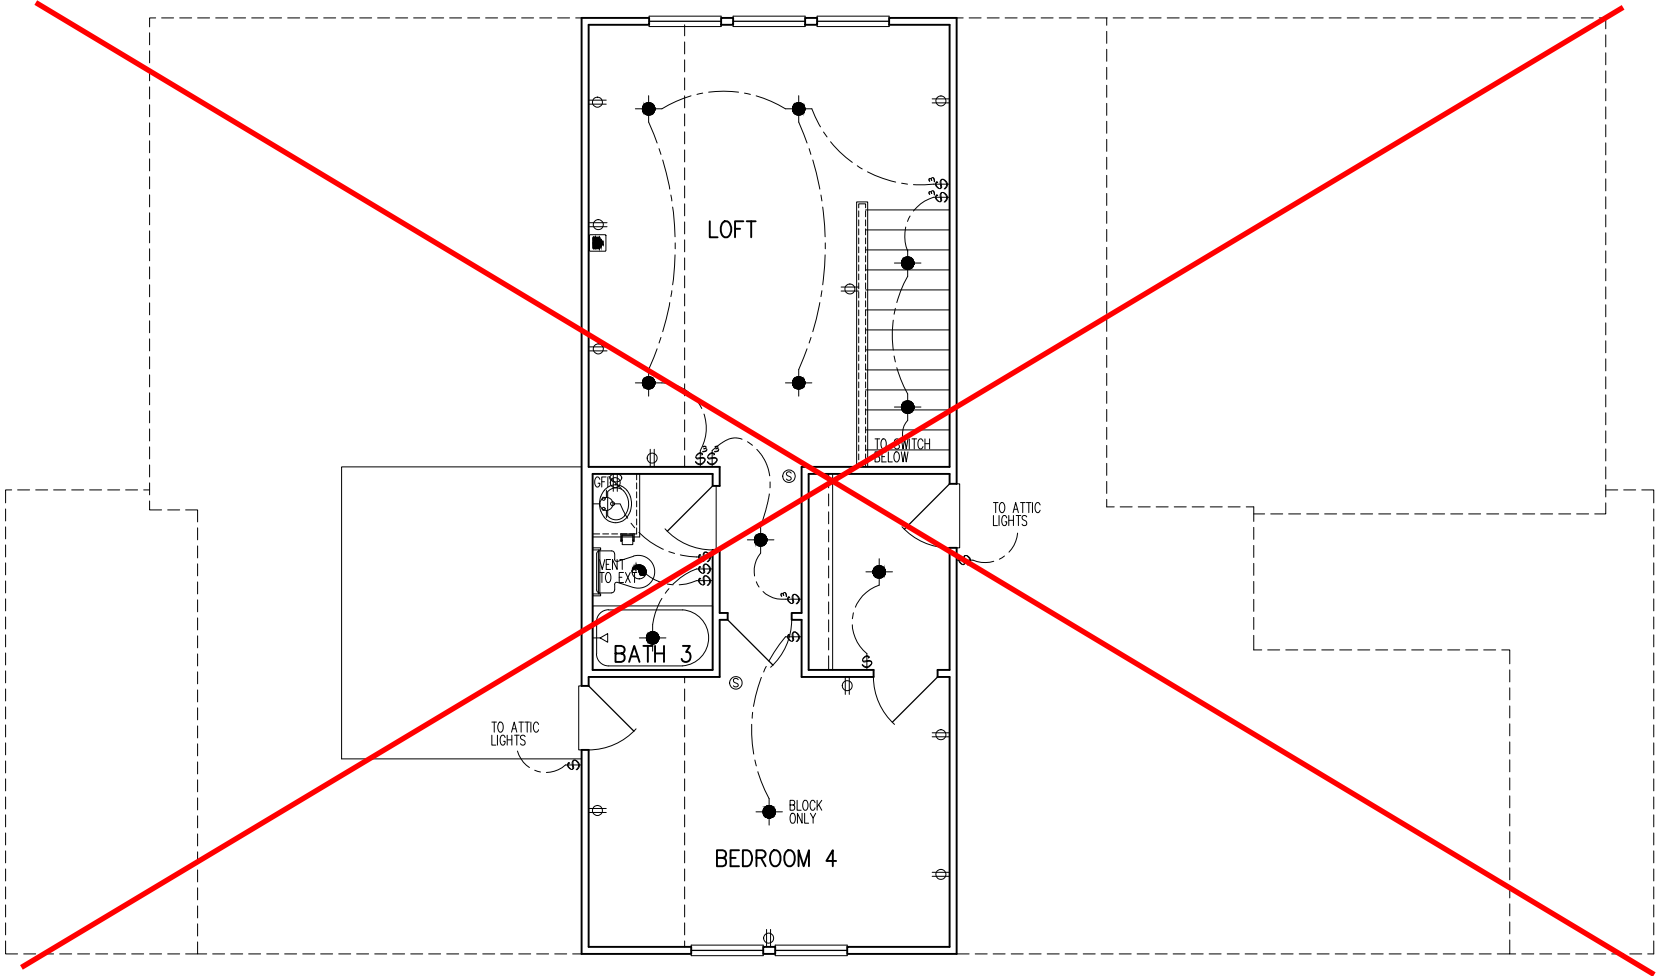 LOFT
TO SWITCH
BELOW
GFI
TO ATTIC
LIGHTS
VENT
TO EXT
BATH 3
TO ATTIC
LIGHTS
BLOCK
ONLY
BEDROOM 4